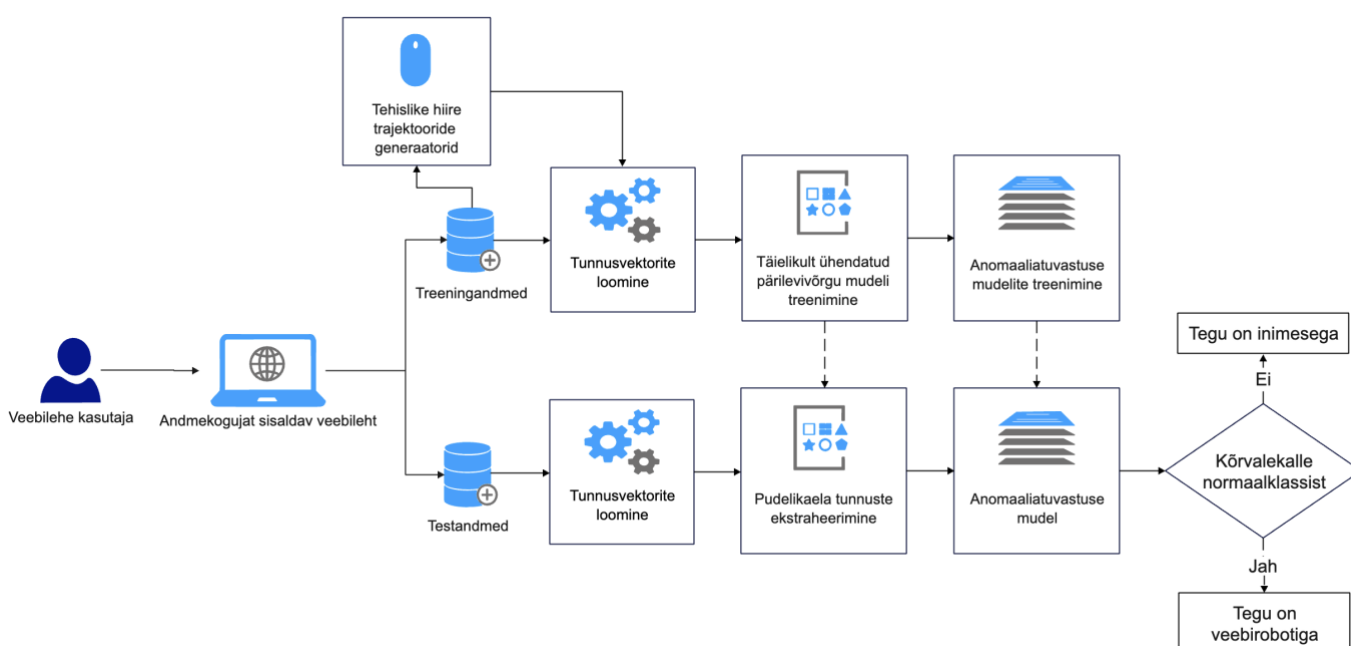 Tehislike hiire
trajektooride
generaatorid
Treeningandmed
Tunnusvektorite
loomine
Täielikult ühendatud
pärilevivõrgu mudeli
treenimine
Anomaaliatuvastuse
mudelite treenimine
Veebilehe kasutaja
Andmekogujat sisaldav veebileht
Testandmed
Tunnusvektorite
loomine
Pudelikaela tunnuste
ekstraheerimine
Anomaaliatuvastuse
mudel
Tegu on inimesega
Ei
Kõrvalekalle
normaalklassist
Jah
Tegu on
veebirobotiga